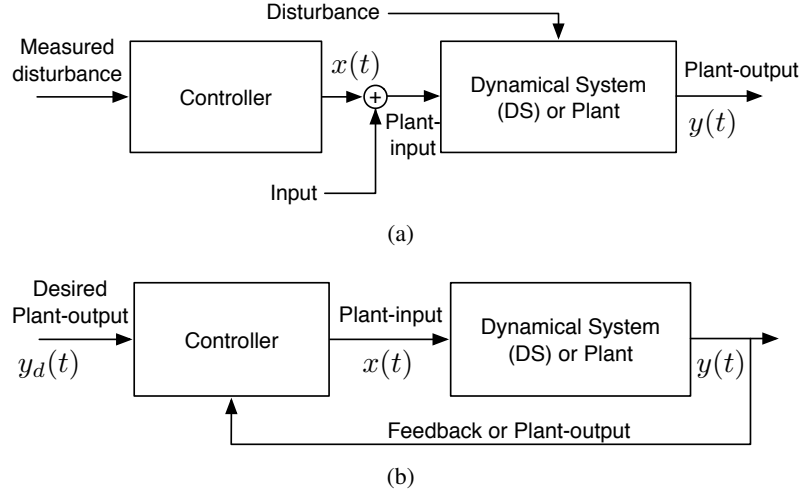 Disturbance
Measured
disturbance
Controller
x(t)
+
Plant-
input
Input
Dynamical System
(DS) or Plant
Plant-output
y(t)
(a)
Desired
Plant-output
y_d(t)
Controller
Plant-input
x(t)
Dynamical System
(DS) or Plant
y(t)
Feedback or Plant-output
(b)